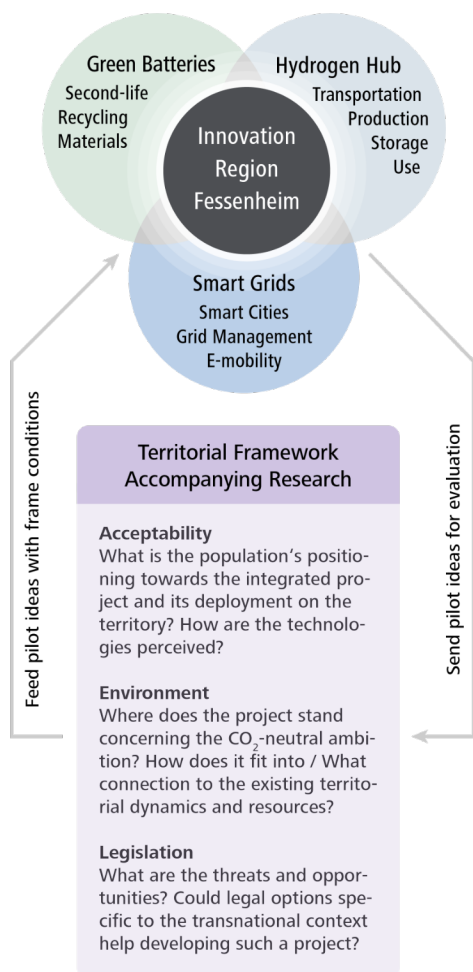 Green Batteries
Second-life
Recycling
Materials
Hydrogen Hub
Transportation
Production
Storage
Use
Innovation
Region
Fessenheim
Smart Grids
Smart Cities
Grid Management
E-mobility
Feed pilot ideas with frame conditions
Send pilot ideas for evaluation
Territorial Framework
Accompanying Research
Acceptability
What is the population‘s positio-
ning towards the integrated pro-
ject and its deployment on the
territory? How are the technolo-
gies perceived?
Environment
Where does the project stand
concerning the CO₂-neutral ambi-
tion? How does it fit into / What
connection to the existing territo-
rial dynamics and resources?
Legislation
What are the threats and oppor-
tunities? Could legal options spe-
cific to the transnational context
help developing such a project?